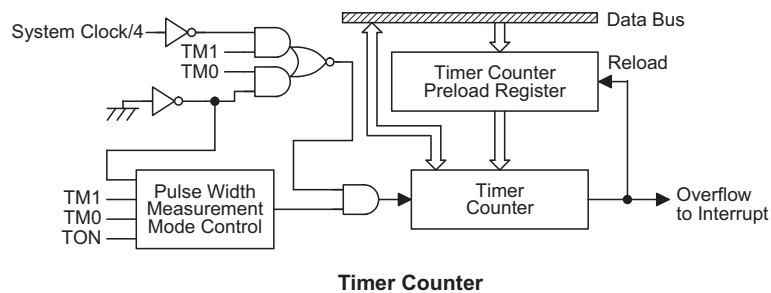 System Clock/4
TM1
TM0
Data Bus
Timer Counter
Preload Register
Reload
TM1
TM0
TON
Pulse Width
Measurement
Mode Control
Timer
Counter
Overflow
to Interrupt
Timer Counter